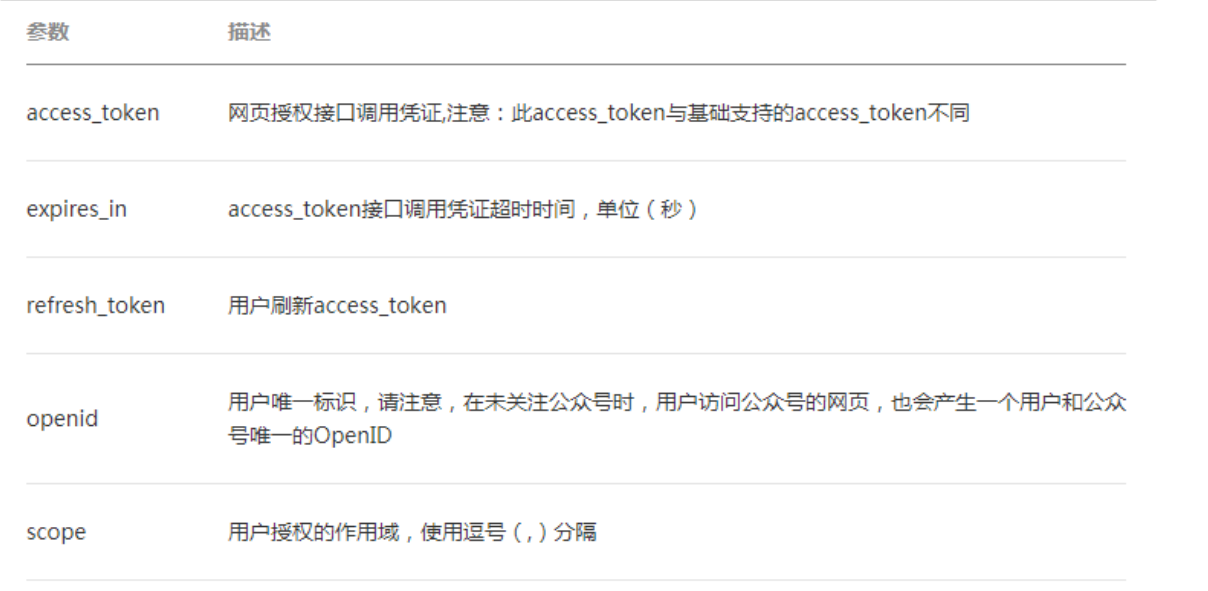 参数 描述
access_token 网页授权接口调用凭证,注意：此access_token与基础支持的access_token不同
expires_in access_token接口调用凭证超时时间，单位（秒）
refresh_token 用户刷新access_token
openid 用户唯一标识，请注意，在未关注公众号时，用户访问公众号的网页，也会产生一个用户和公众
号唯一的OpenID
scope 用户授权的作用域，使用逗号（,）分隔